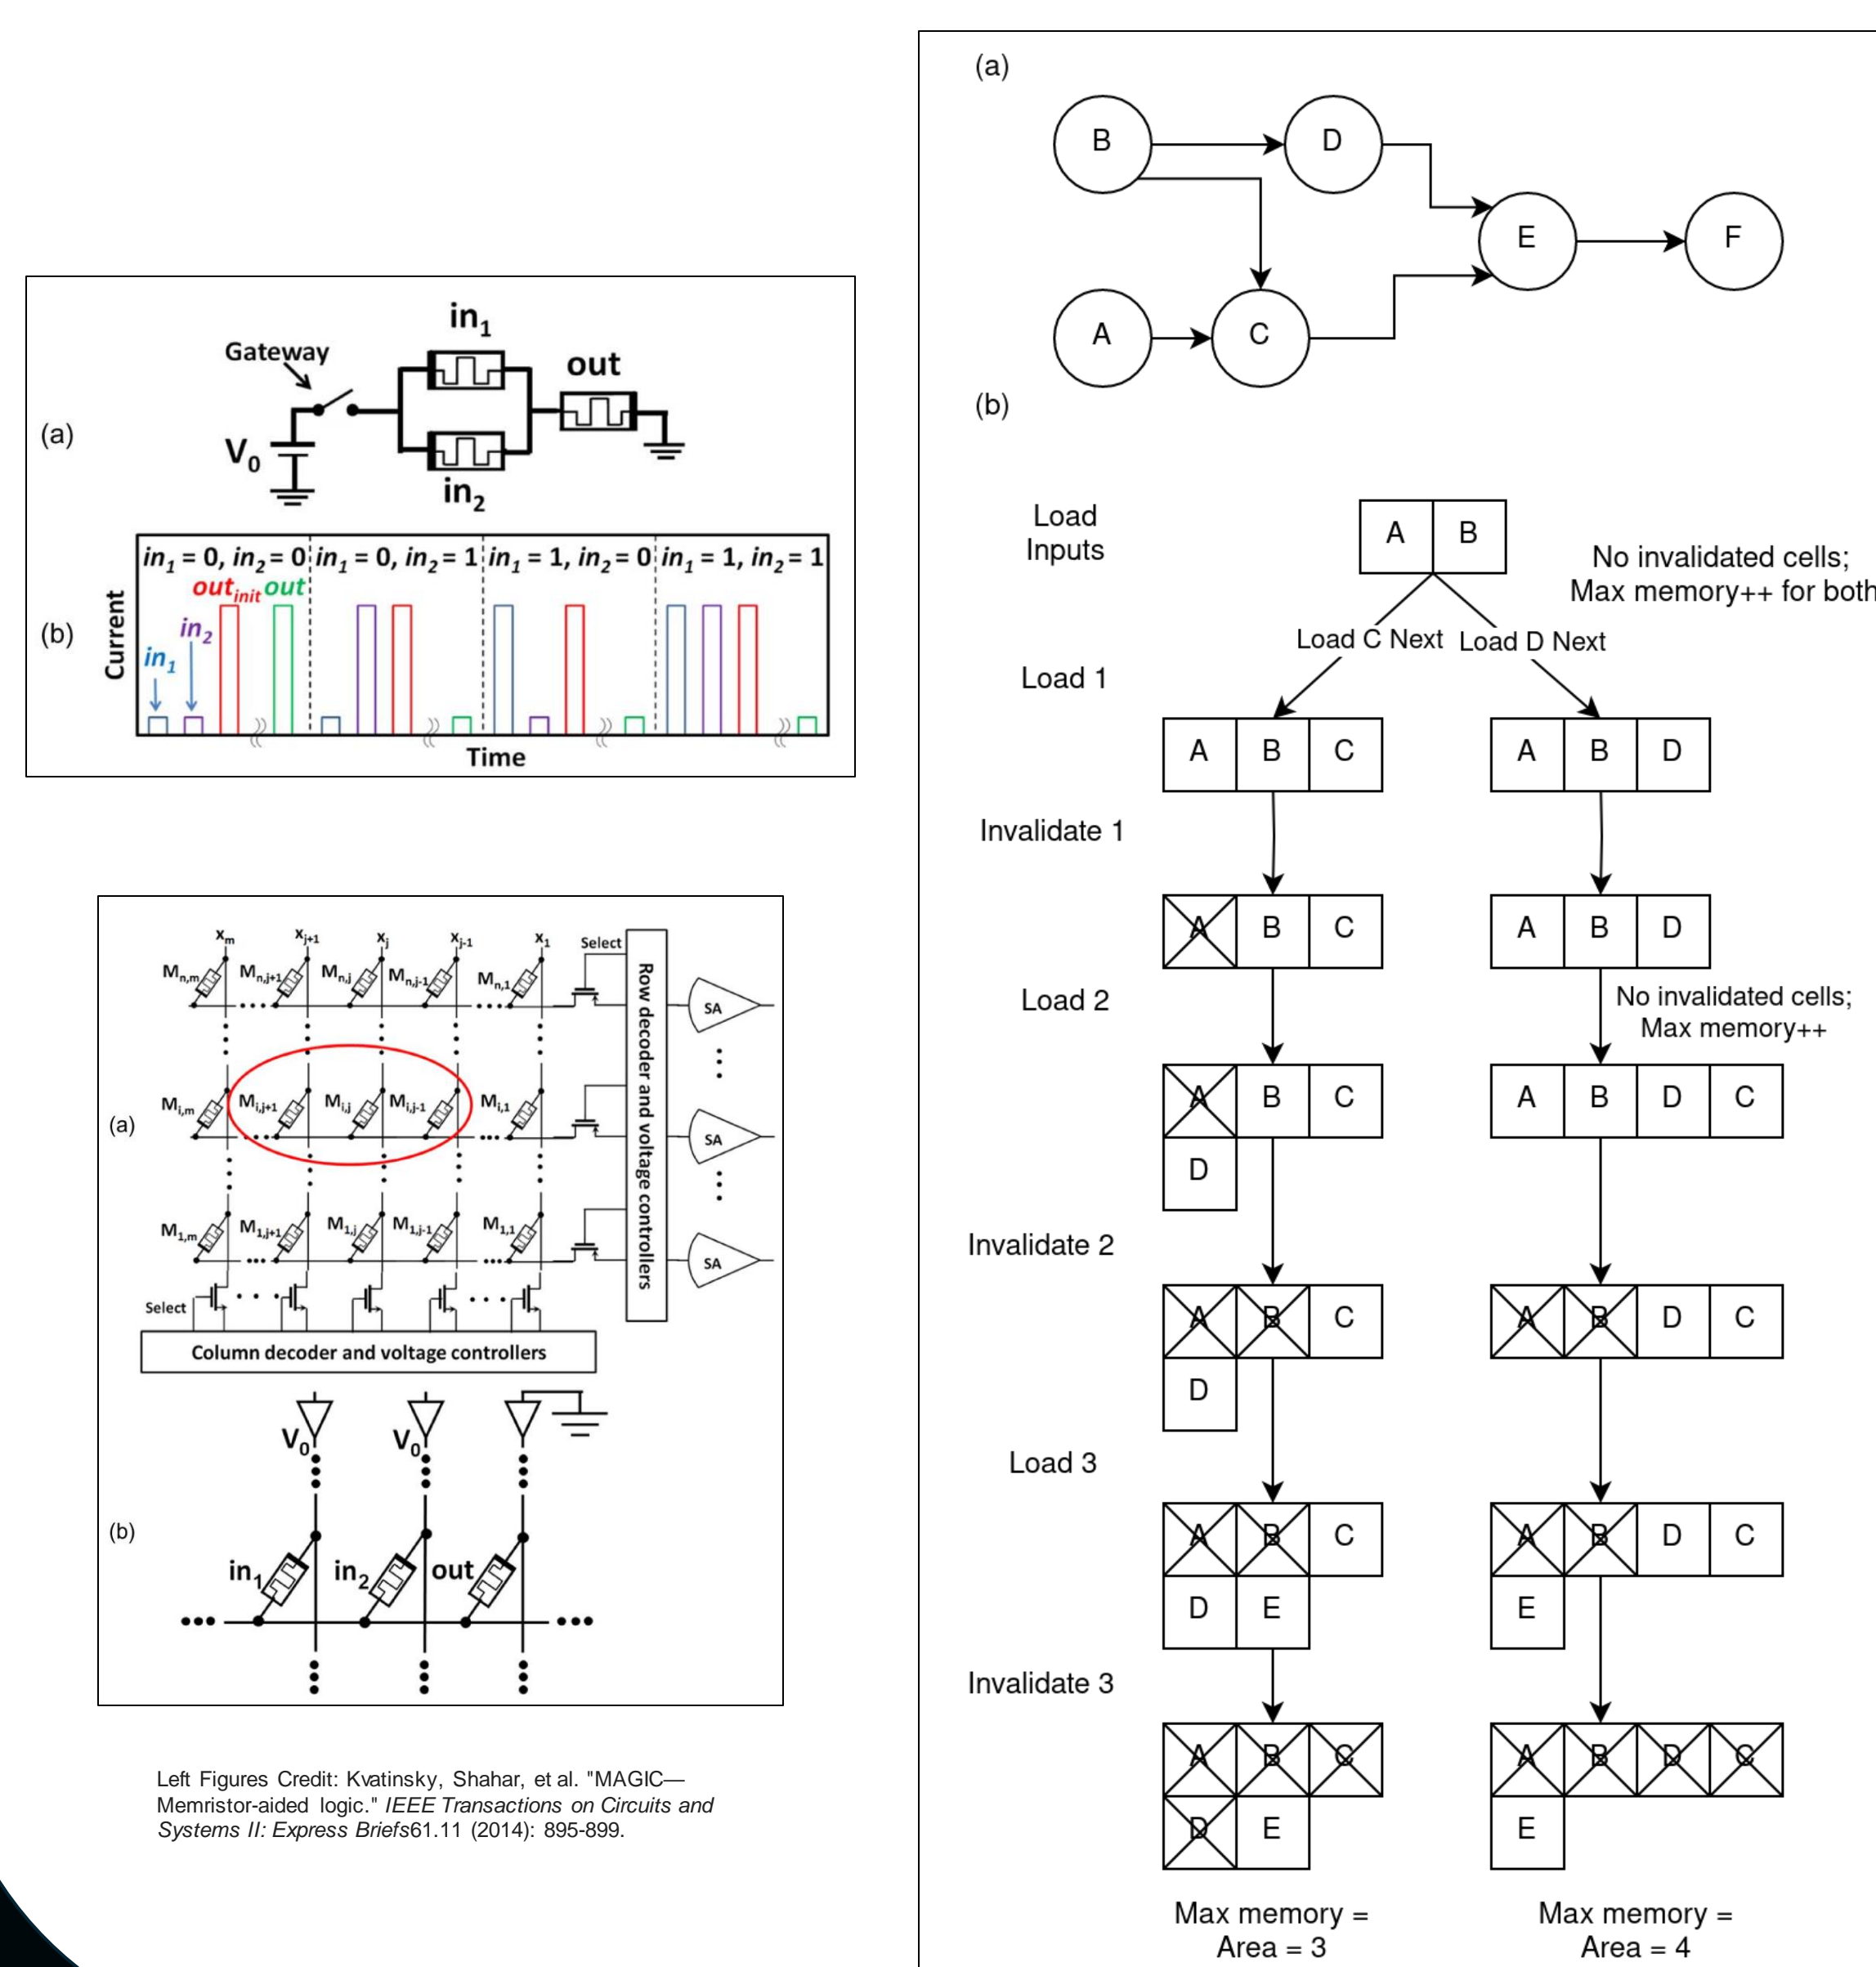 (a)
Gateway
in1
out
V0
in2
(b)
in1 = 0, in2 = 0
in1 = 0, in2 = 1
in1 = 1, in2 = 0
in1 = 1, in2 = 1
outinit
out
in2
in1
Current
Time
(a)
xm
xj+1
xj
xj-1
x1
Select
Mn,m
Mn,j+1
Mn,j
Mn,j-1
Mn,1
SA
Mi,m
Mi,j+1
Mi,j
Mi,j-1
Mi,1
SA
M1,m
M1,j+1
M1,j
M1,j-1
M1,1
SA
Row decoder and voltage controllers
Select
Column decoder and voltage controllers
(b)
V0
V0
in1
in2
out
Left Figures Credit: Kvatinsky, Shahar, et al. "MAGIC—
Memristor-aided logic." IEEE Transactions on Circuits and
Systems II: Express Briefs61.11 (2014): 895-899.
(a)
B
D
E
F
A
C
(b)
Load
Inputs
A B
No invalidated cells;
Max memory++ for both
Load C Next
Load D Next
Load 1
A B C
A B D
Invalidate 1
A B C
A B D
Load 2
No invalidated cells;
Max memory++
A B C
D
A B D C
Invalidate 2
A B C
D
A B D C
Load 3
A B C
D E
A B D C
E
Invalidate 3
A B C
D E
A B D C
E
Max memory =
Area = 3
Max memory =
Area = 4